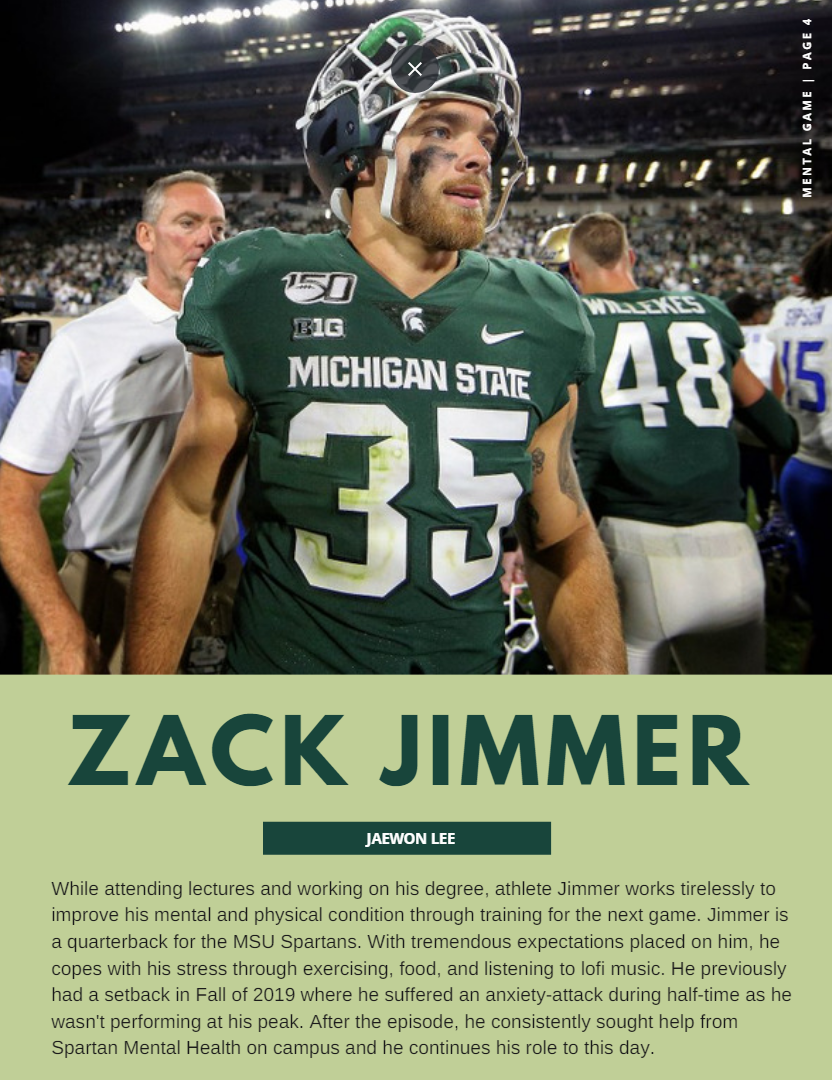 MENTAL GAME | PAGE 4
150
B1G
MICHIGAN STATE
35
WILLEKES
48
GIPSON
15
ZACK JIMMER
JAEWON LEE
While attending lectures and working on his degree, athlete Jimmer works tirelessly to
improve his mental and physical condition through training for the next game. Jimmer is
a quarterback for the MSU Spartans. With tremendous expectations placed on him, he
copes with his stress through exercising, food, and listening to lofi music. He previously
had a setback in Fall of 2019 where he suffered an anxiety-attack during half-time as he
wasn't performing at his peak. After the episode, he consistently sought help from
Spartan Mental Health on campus and he continues his role to this day.